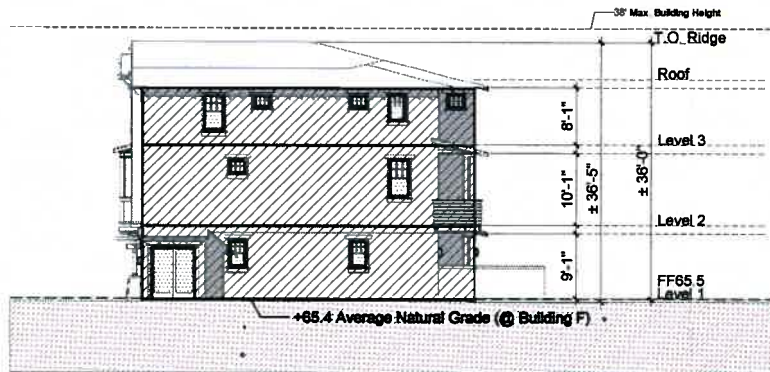 38' Max. Building Height
T.O. Ridge
Roof
8'-1"
Level 3
10'-1"
± 36'-5"
± 36'-0"
Level 2
9'-1"
FF65.5
Level 1
+65.4 Average Natural Grade (@ Building F)